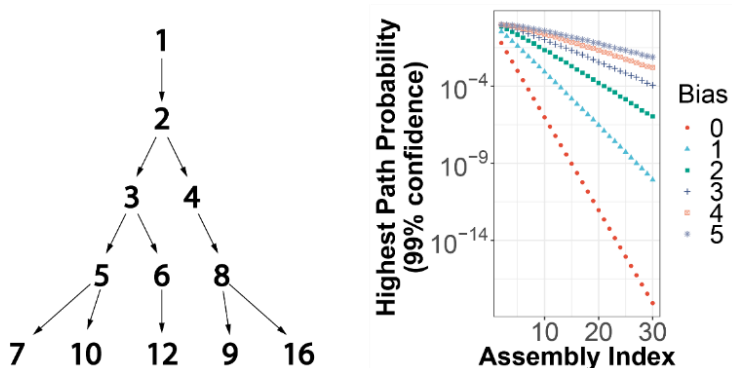 1
2
3 4
5 6 8
7 10 12 9 16
Highest Path Probability
(99% confidence)
10⁻⁴
10⁻⁹
10⁻¹⁴
10 20 30
Assembly Index
Bias
0
1
2
3
4
5